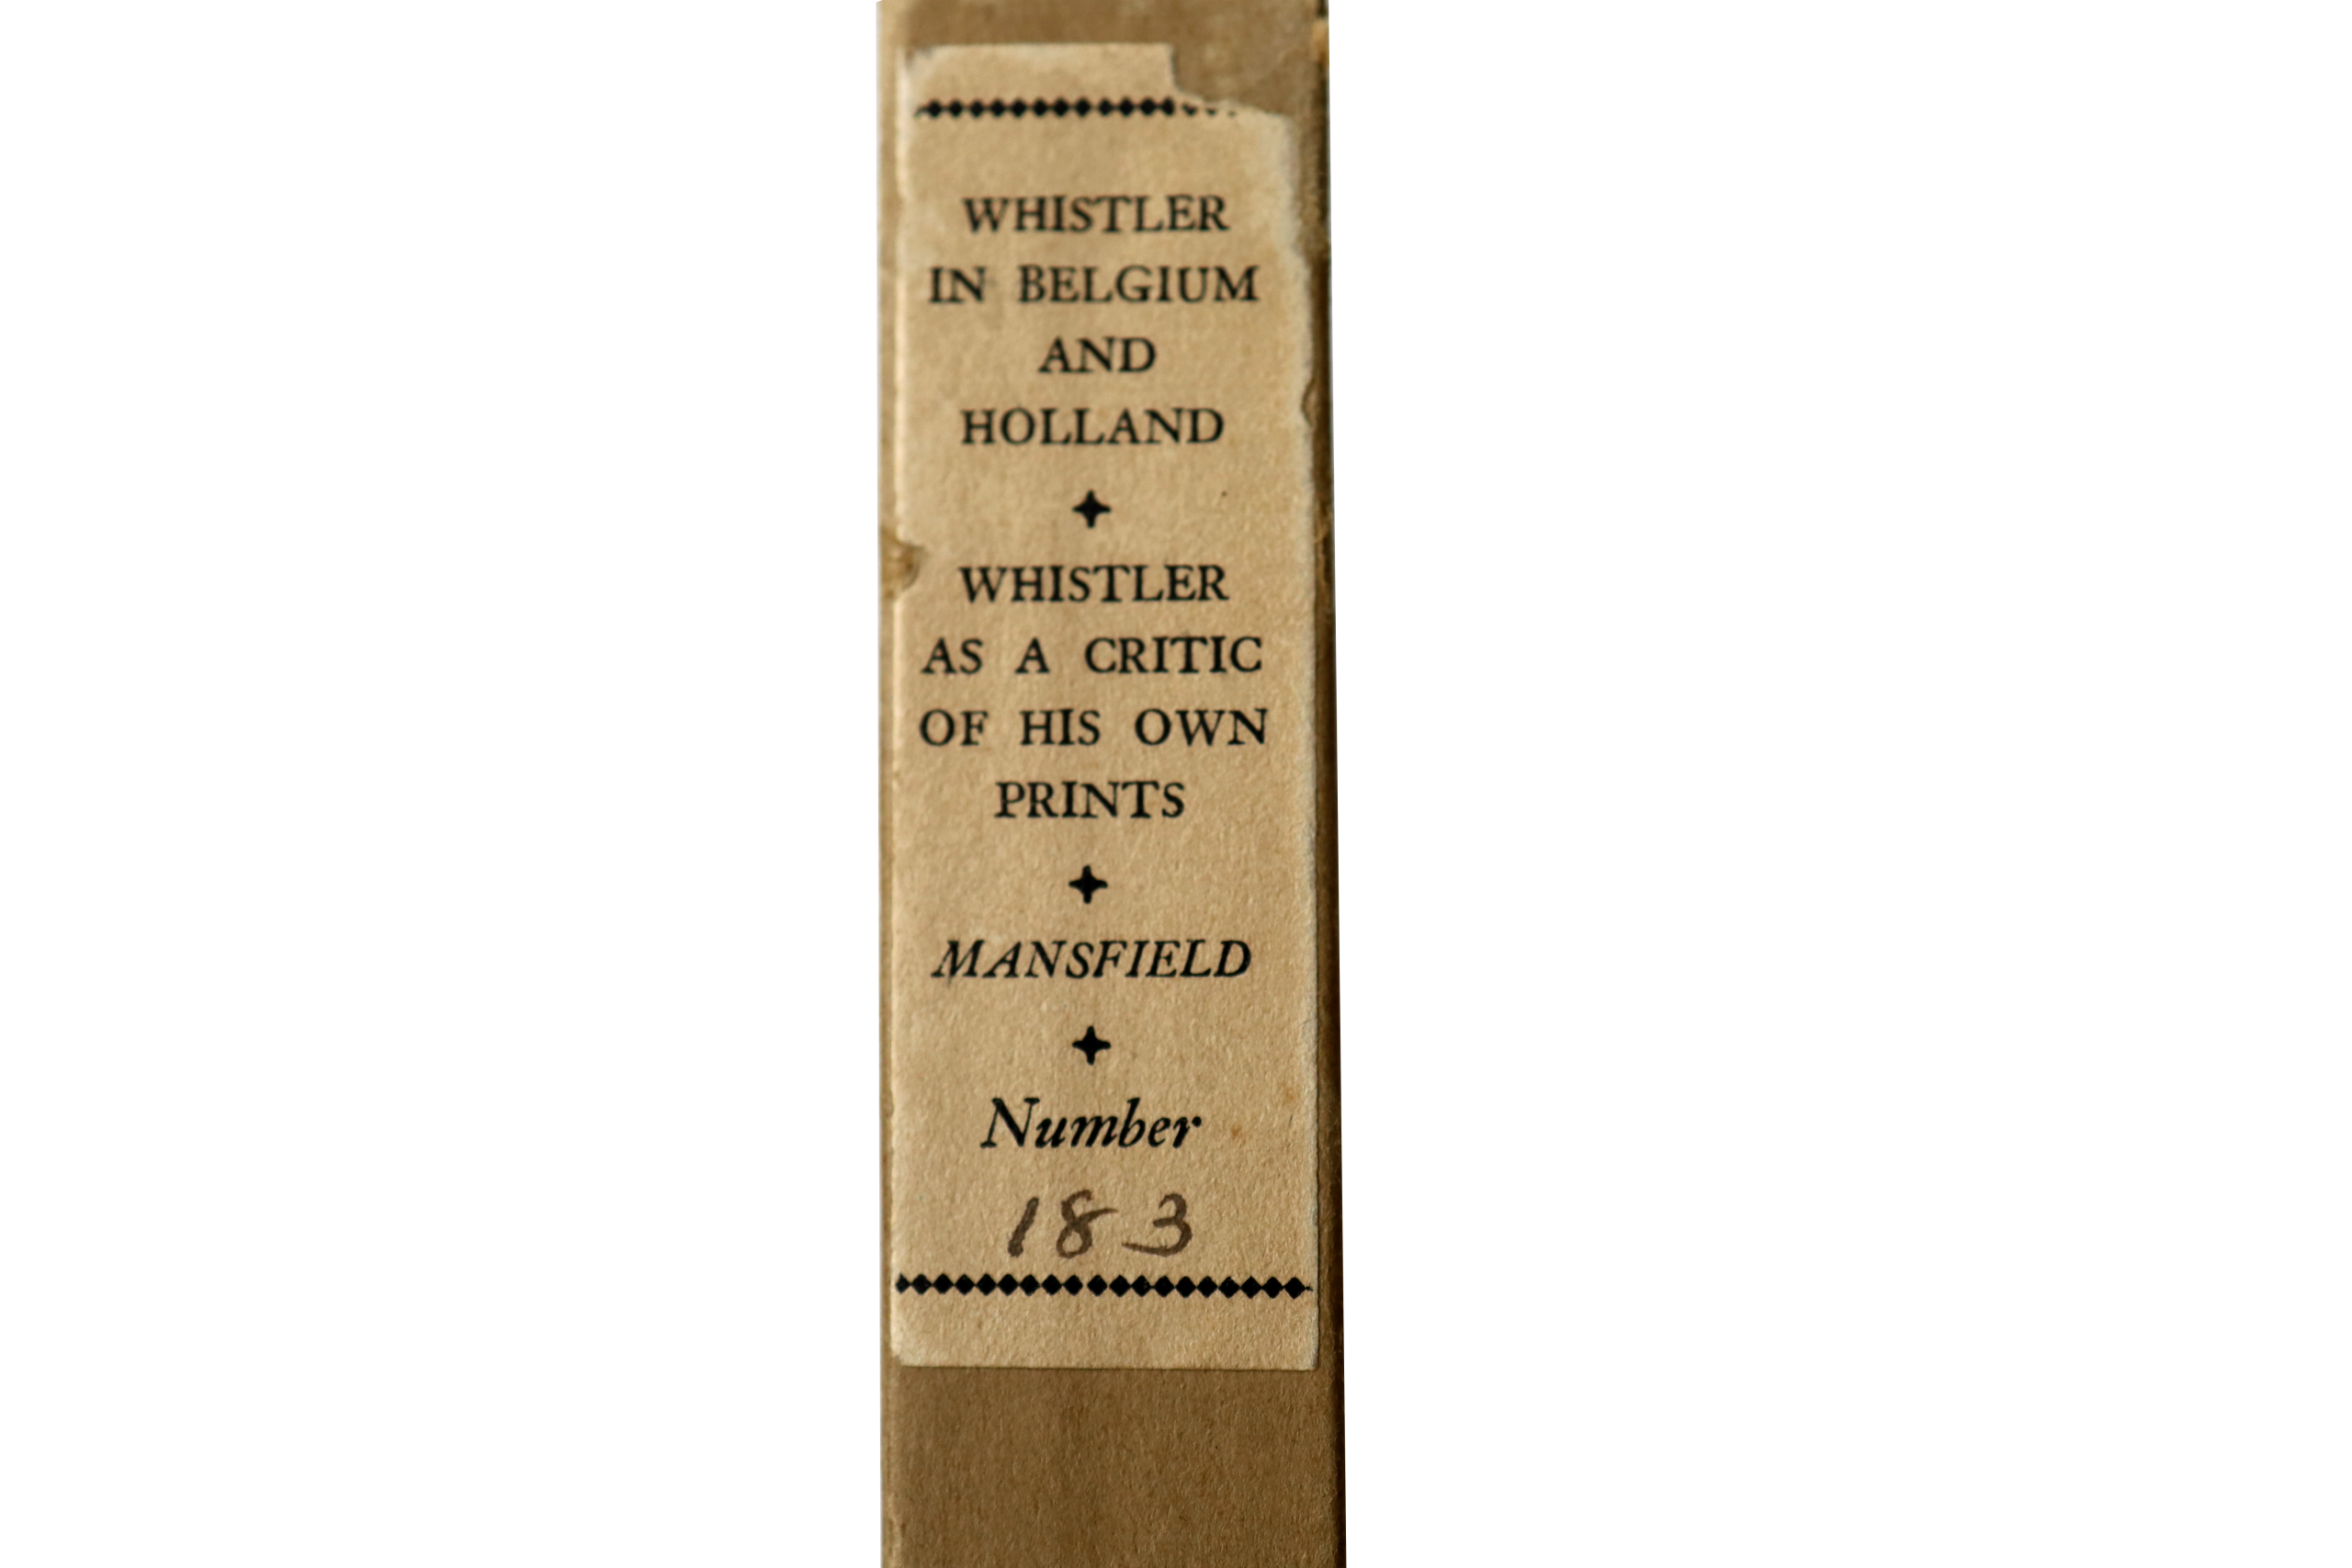 WHISTLER
IN BELGIUM
AND
HOLLAND
WHISTLER
AS A CRITIC
OF HIS OWN
PRINTS
MANSFIELD
Number
183